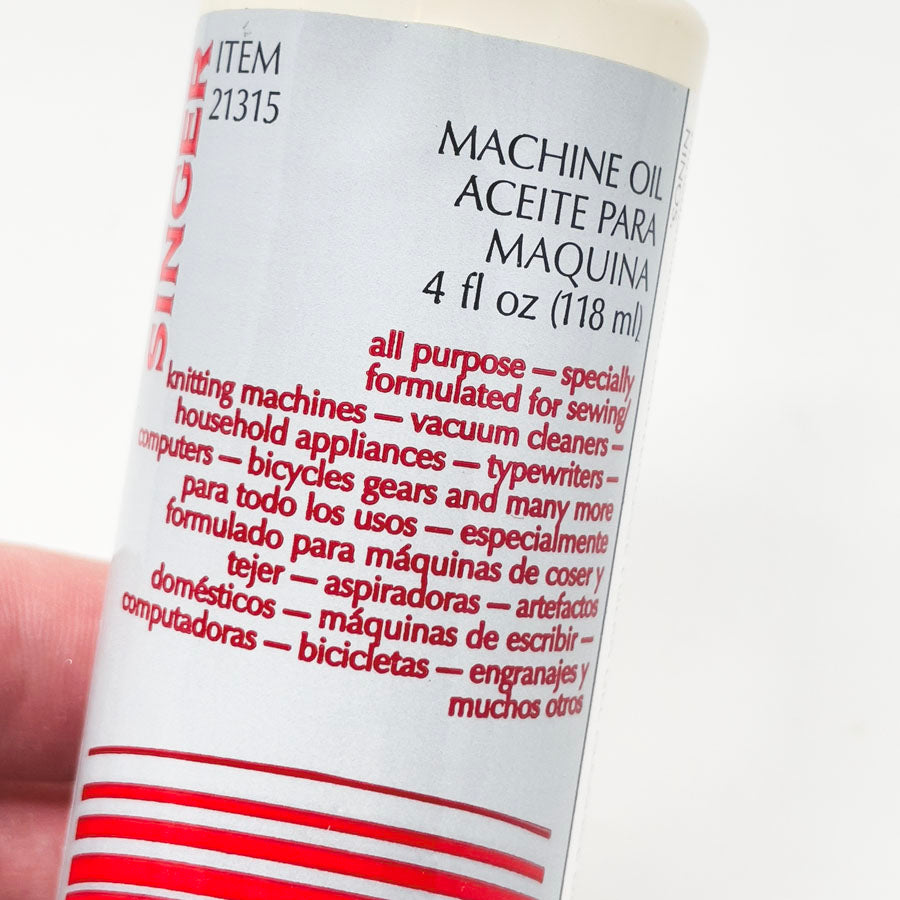 SINGER
ITEM
21315
MACHINE OIL
ACEITE PARA
MAQUINA
4 fl oz (118 ml)
all purpose — specially
formulated for sewing/
knitting machines — vacuum cleaners —
household appliances — typewriters —
computers — bicycles gears and many more
para todo los usos — especialmente
formulado para máquinas de coser y
tejer — aspiradoras — artefactos
domésticos — máquinas de escribir —
computadoras — bicicletas — engranajes y
muchos otros